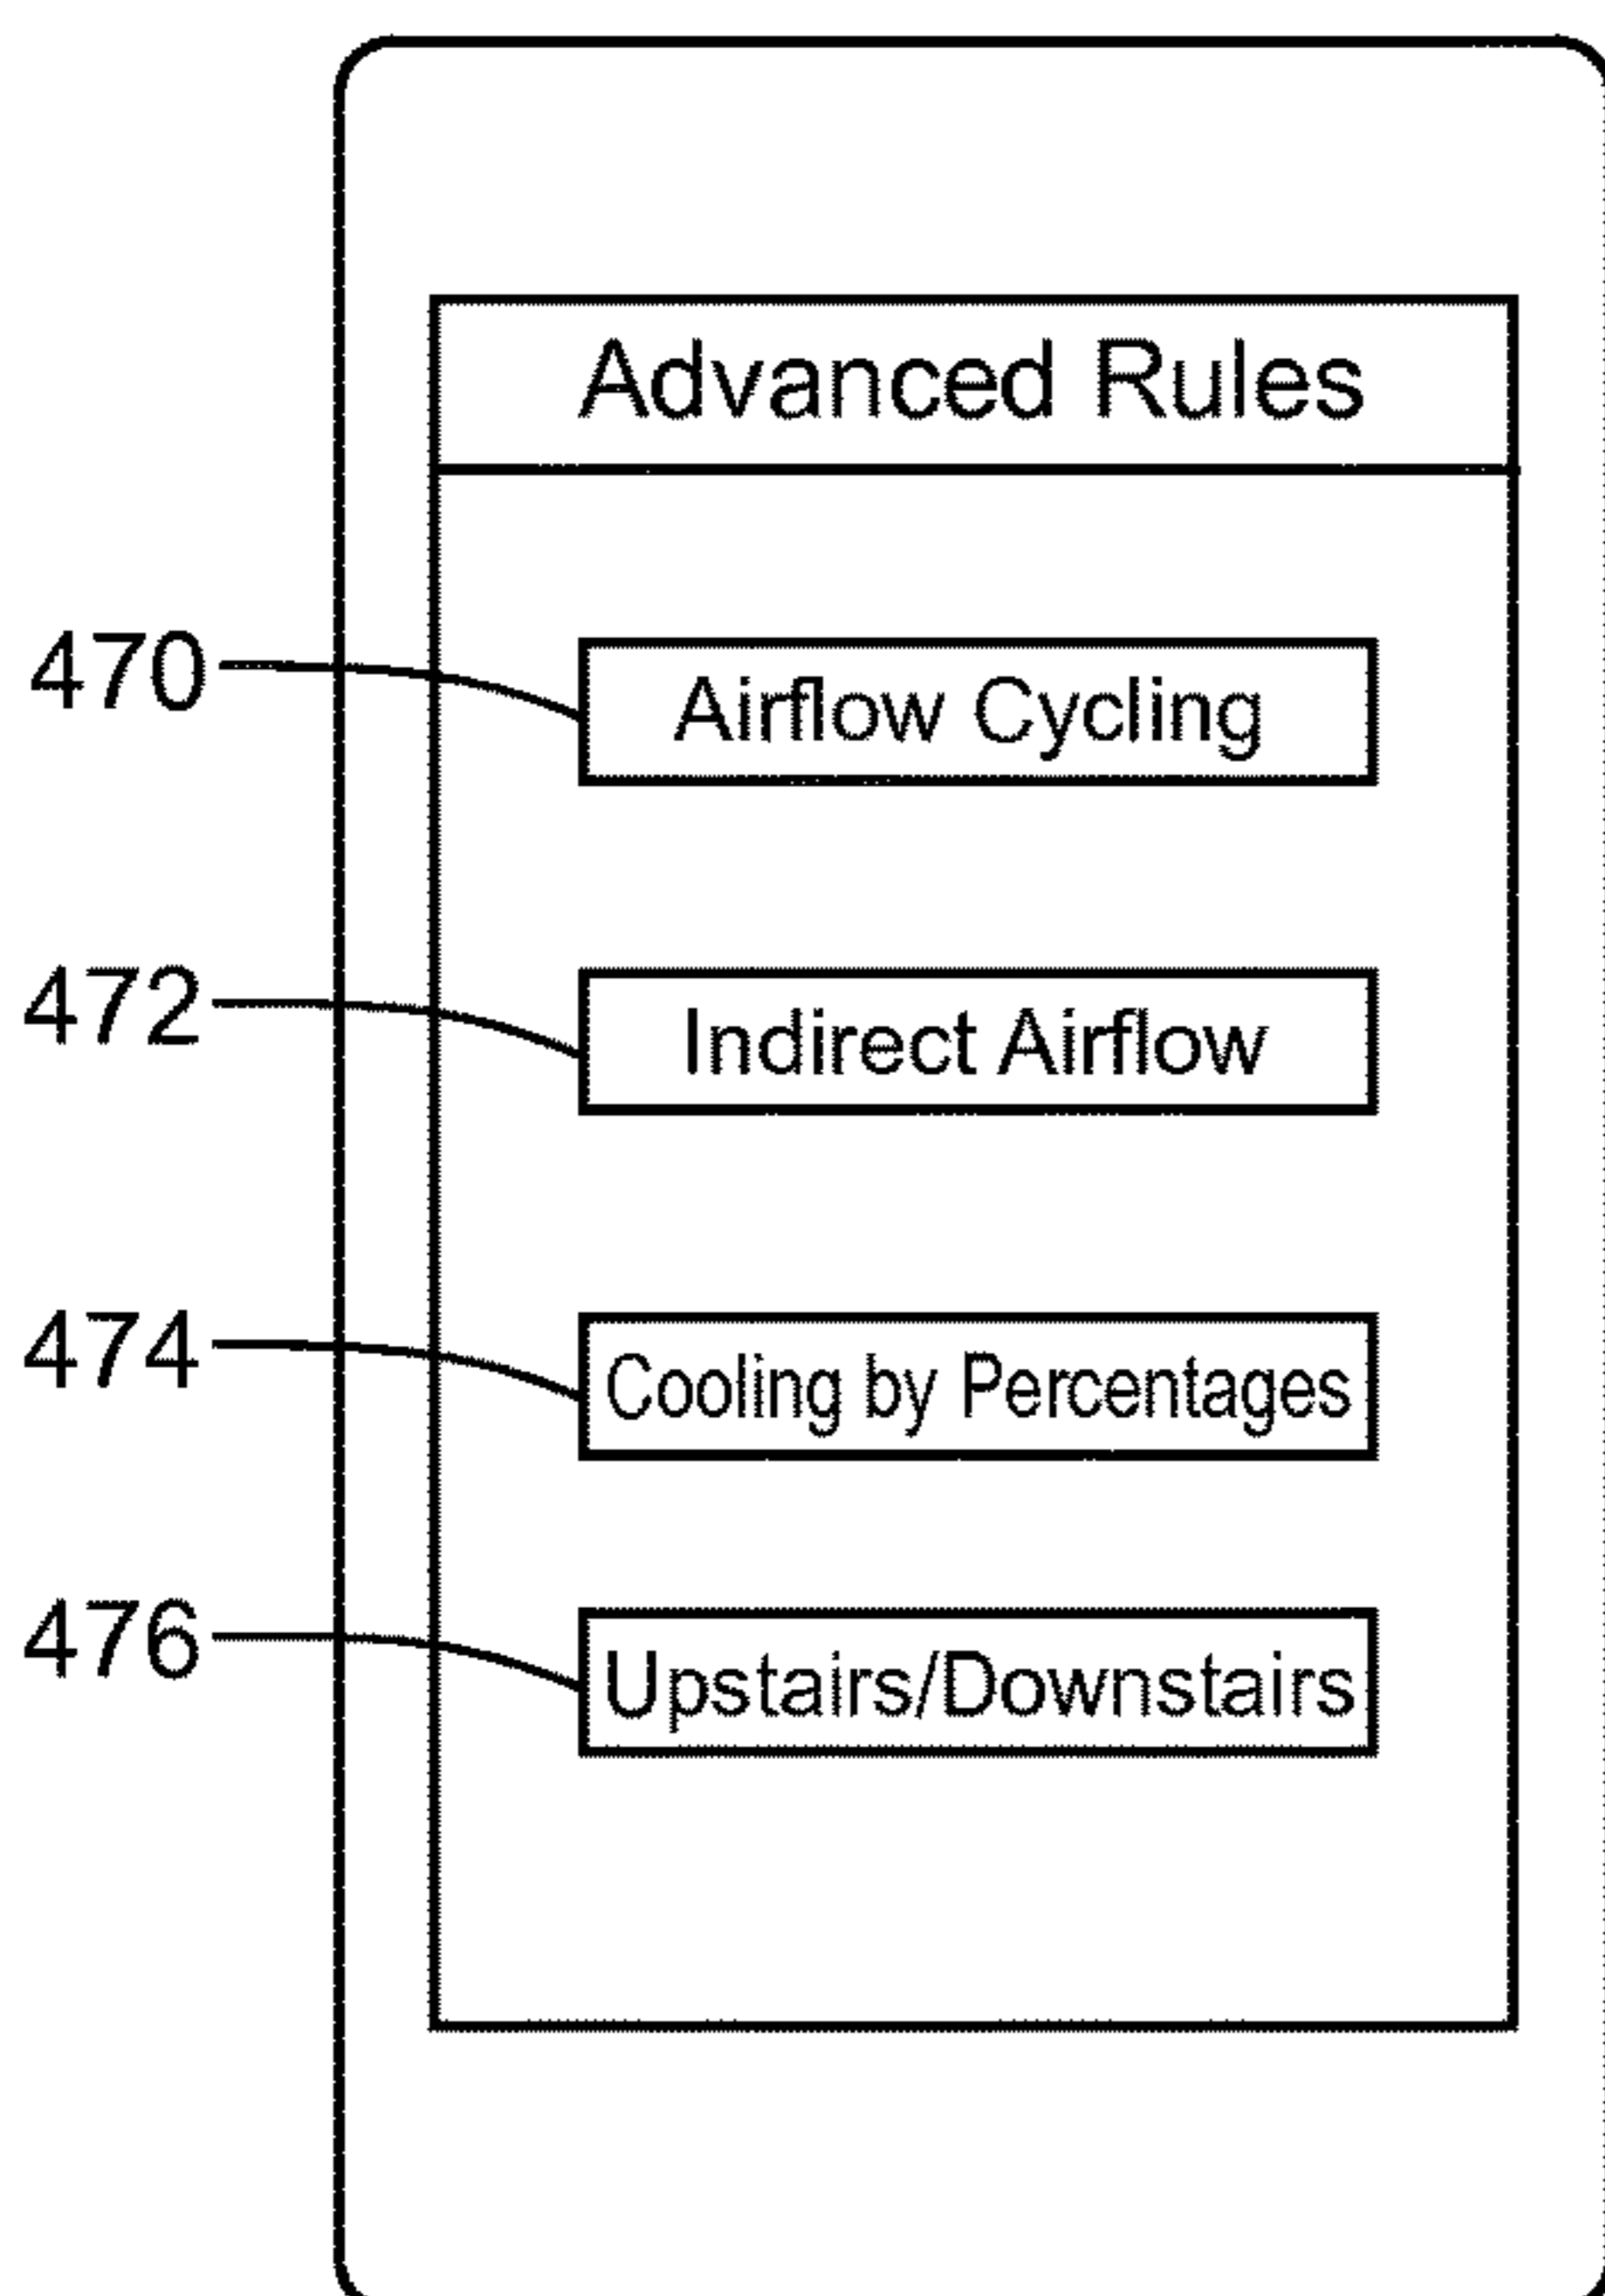 Advanced Rules
470 Airflow Cycling
472 Indirect Airflow
474 Cooling by Percentages
476 Upstairs/Downstairs